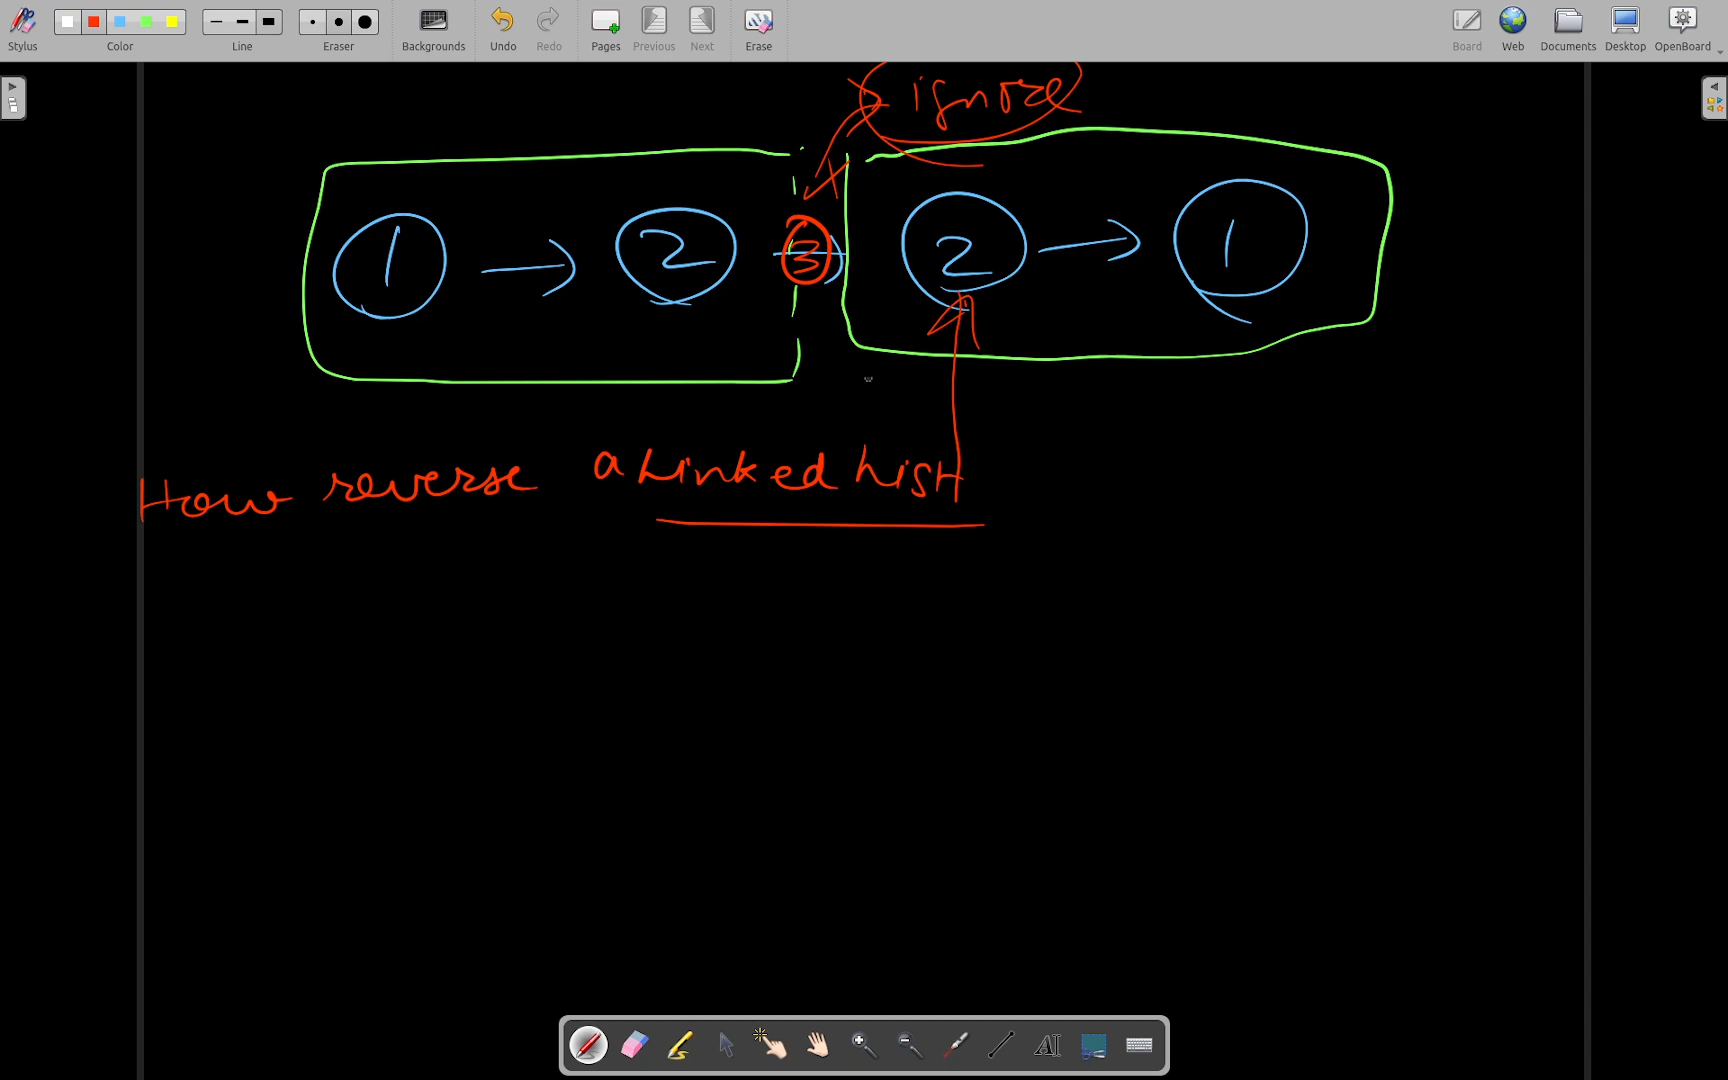 Stylus Color Line Eraser Backgrounds Undo Redo Pages Previous Next Erase Board Web Documents Desktop OpenBoard
ignore
1 → 2 3 2 → 1
How reverse a Linked List
AI